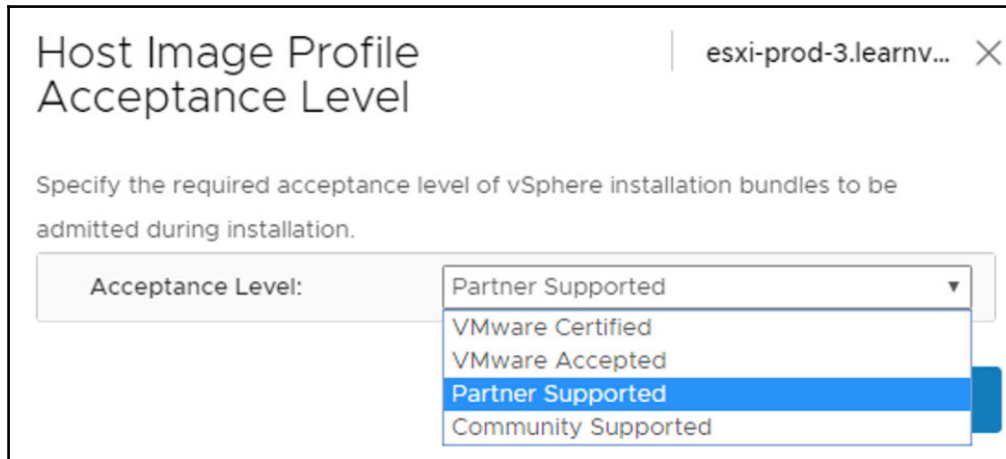 Host Image Profile
Acceptance Level
esxi-prod-3.learnv...
Specify the required acceptance level of vSphere installation bundles to be
admitted during installation.
Acceptance Level:
Partner Supported
VMware Certified
VMware Accepted
Partner Supported
Community Supported